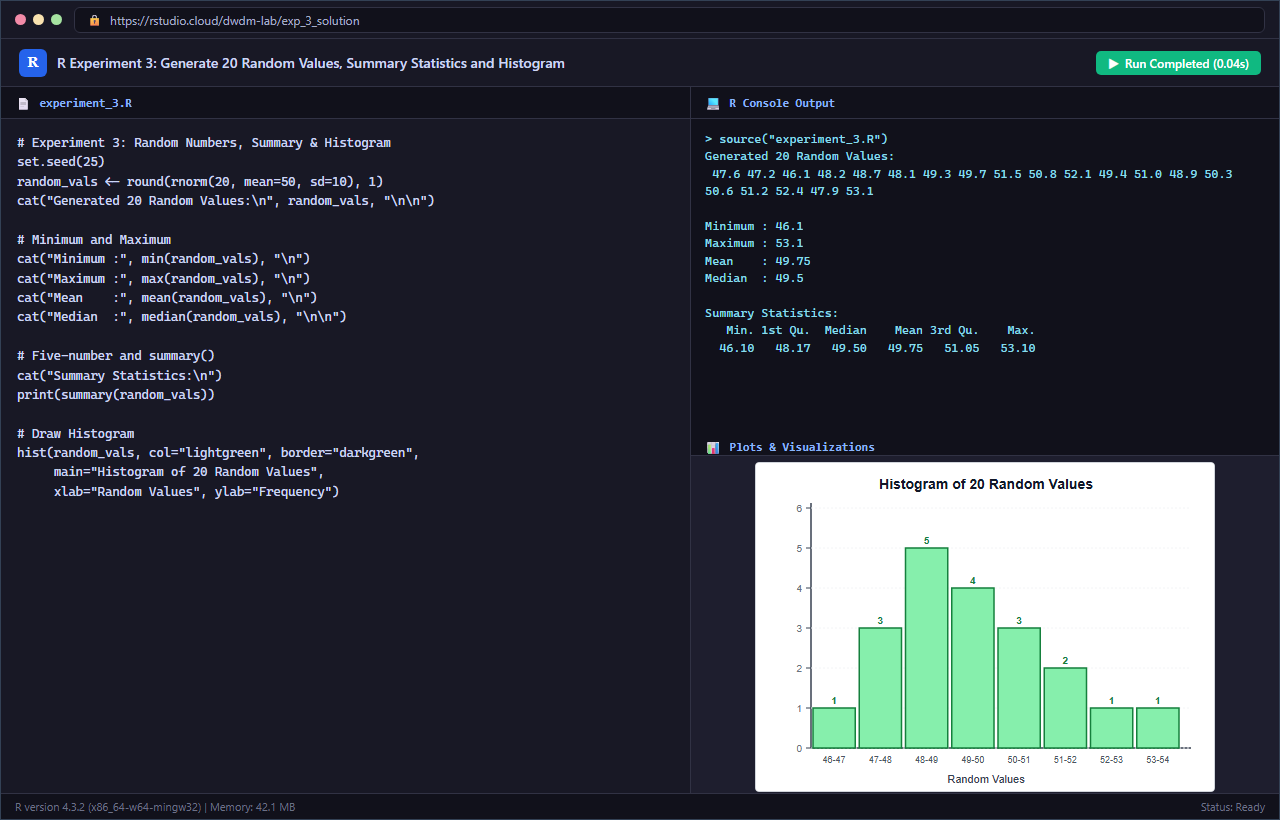 https://rstudio.cloud/dwdm-lab/exp_3_solution
R
R Experiment 3: Generate 20 Random Values, Summary Statistics and Histogram
▶ Run Completed (0.04s)
experiment_3.R
# Experiment 3: Random Numbers, Summary & Histogram
set.seed(25)
random_vals <- round(rnorm(20, mean=50, sd=10), 1)
cat("Generated 20 Random Values:\n", random_vals, "\n\n")
# Minimum and Maximum
cat("Minimum :", min(random_vals), "\n")
cat("Maximum :", max(random_vals), "\n")
cat("Mean    :", mean(random_vals), "\n")
cat("Median  :", median(random_vals), "\n\n")
# Five-number and summary()
cat("Summary Statistics:\n")
print(summary(random_vals))
# Draw Histogram
hist(random_vals, col="lightgreen", border="darkgreen",
     main="Histogram of 20 Random Values",
     xlab="Random Values", ylab="Frequency")
R Console Output
> source("experiment_3.R")
Generated 20 Random Values:
 47.6 47.2 46.1 48.2 48.7 48.1 49.3 49.7 51.5 50.8 52.1 49.4 51.0 48.9 50.3
50.6 51.2 52.4 47.9 53.1
Minimum : 46.1
Maximum : 53.1
Mean    : 49.75
Median  : 49.5
Summary Statistics:
   Min. 1st Qu.  Median    Mean 3rd Qu.    Max.
  46.10   48.17   49.50   49.75   51.05   53.10
Plots & Visualizations
Histogram of 20 Random Values
6
5
4
3
2
1
0
1
3
5
4
3
2
1
1
46-47 47-48 48-49 49-50 50-51 51-52 52-53 53-54
Random Values
R version 4.3.2 (x86_64-w64-mingw32) | Memory: 42.1 MB
Status: Ready